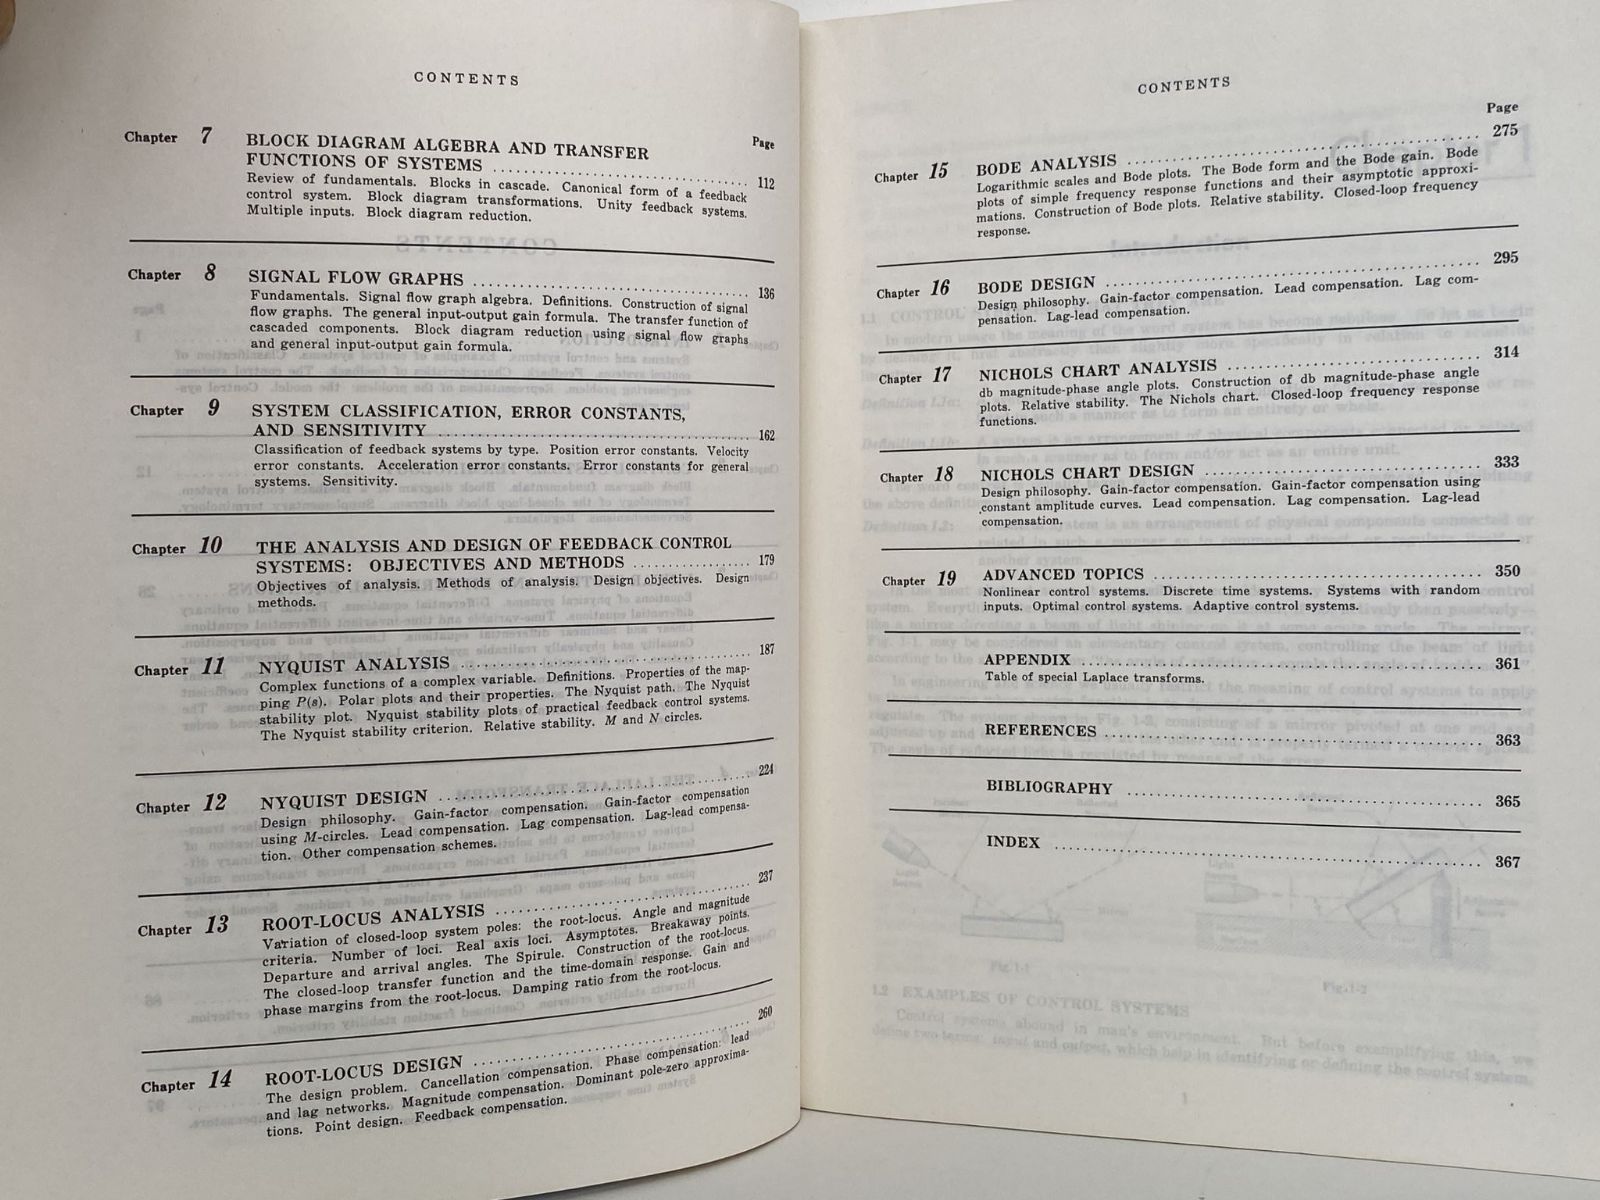 CONTENTS
Page
Chapter 7 BLOCK DIAGRAM ALGEBRA AND TRANSFER
FUNCTIONS OF SYSTEMS ........ 112
Review of fundamentals. Blocks in cascade. Canonical form of a feedback
control system. Block diagram transformations. Unity feedback systems.
Multiple inputs. Block diagram reduction.
Chapter 8 SIGNAL FLOW GRAPHS ........ 136
Fundamentals. Signal flow graph algebra. Definitions. Construction of signal
flow graphs. The general input-output gain formula. The transfer function of
cascaded components. Block diagram reduction using signal flow graphs
and general input-output gain formula.
Chapter 9 SYSTEM CLASSIFICATION, ERROR CONSTANTS,
AND SENSITIVITY ........ 162
Classification of feedback systems by type. Position error constants. Velocity
error constants. Acceleration error constants. Error constants for general
systems. Sensitivity.
Chapter 10 THE ANALYSIS AND DESIGN OF FEEDBACK CONTROL
SYSTEMS: OBJECTIVES AND METHODS ........ 179
Objectives of analysis. Methods of analysis. Design objectives. Design
methods.
Chapter 11 NYQUIST ANALYSIS ........ 187
Complex functions of a complex variable. Definitions. Properties of the map-
ping P(s). Polar plots and their properties. The Nyquist path. The Nyquist
stability plot. Nyquist stability plots of practical feedback control systems.
The Nyquist stability criterion. Relative stability. M and N circles.
Chapter 12 NYQUIST DESIGN ........ 224
Design philosophy. Gain-factor compensation. Gain-factor compensation
using M-circles. Lead compensation. Lag compensation. Lag-lead compensa-
tion. Other compensation schemes.
Chapter 13 ROOT-LOCUS ANALYSIS ........ 237
Variation of closed-loop system poles: the root-locus. Angle and magnitude
criteria. Number of loci. Real axis loci. Asymptotes. Breakaway points.
Departure and arrival angles. The Spirule. Construction of the root-locus.
The closed-loop transfer function and the time-domain response. Gain and
phase margins from the root-locus. Damping ratio from the root-locus.
Chapter 14 ROOT-LOCUS DESIGN ........ 260
The design problem. Cancellation compensation. Phase compensation: lead
and lag networks. Magnitude compensation. Dominant pole-zero approxima-
tions. Point design. Feedback compensation.
CONTENTS
Page
Chapter 15 BODE ANALYSIS ........ 275
Logarithmic scales and Bode plots. The Bode form and the Bode gain. Bode
plots of simple frequency response functions and their asymptotic approxi-
mations. Construction of Bode plots. Relative stability. Closed-loop frequency
response.
Chapter 16 BODE DESIGN ........ 295
Design philosophy. Gain-factor compensation. Lead compensation. Lag com-
pensation. Lag-lead compensation.
Chapter 17 NICHOLS CHART ANALYSIS ........ 314
db magnitude-phase angle plots. Construction of db magnitude-phase angle
plots. Relative stability. The Nichols chart. Closed-loop frequency response
functions.
Chapter 18 NICHOLS CHART DESIGN ........ 333
Design philosophy. Gain-factor compensation. Gain-factor compensation using
constant amplitude curves. Lead compensation. Lag compensation. Lag-lead
compensation.
Chapter 19 ADVANCED TOPICS ........ 350
Nonlinear control systems. Discrete time systems. Systems with random
inputs. Optimal control systems. Adaptive control systems.
APPENDIX ........ 361
Table of special Laplace transforms.
REFERENCES ........ 363
BIBLIOGRAPHY ........ 365
INDEX ........ 367